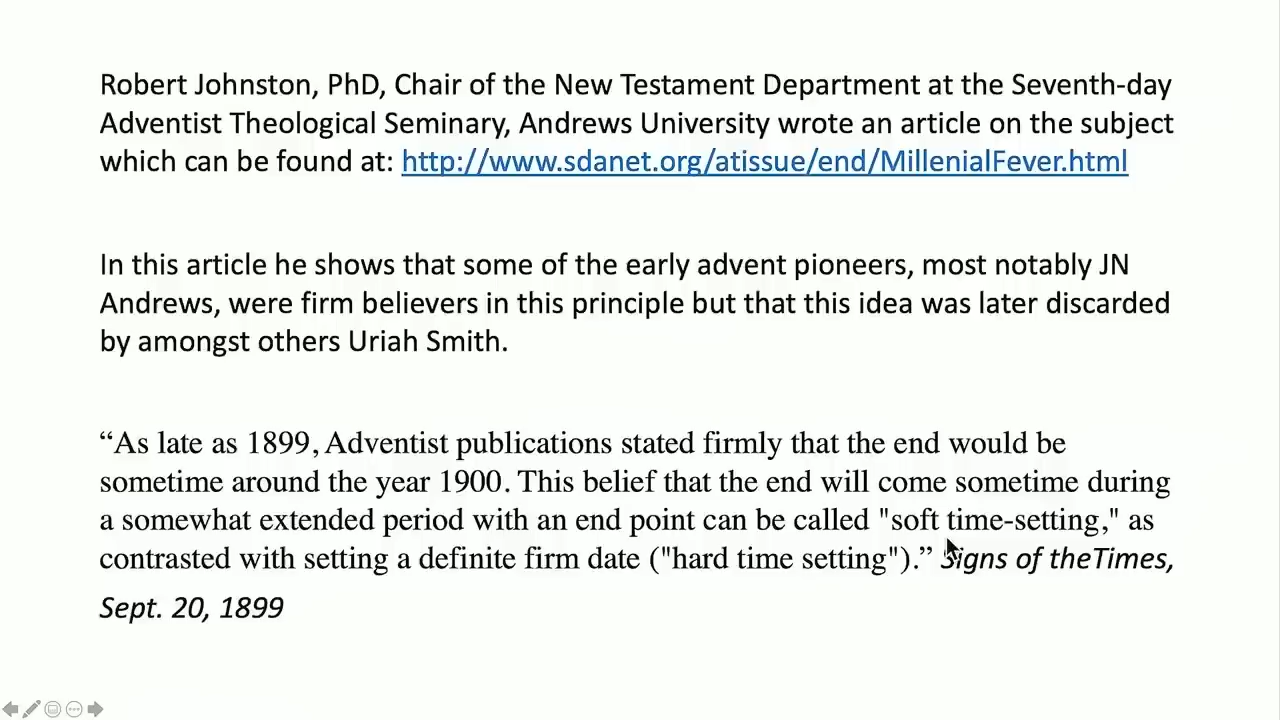 Robert Johnston, PhD, Chair of the New Testament Department at the Seventh-day
Adventist Theological Seminary, Andrews University wrote an article on the subject
which can be found at: http://www.sdanet.org/atissue/end/MillenialFever.html
In this article he shows that some of the early advent pioneers, most notably JN
Andrews, were firm believers in this principle but that this idea was later discarded
by amongst others Uriah Smith.
“As late as 1899, Adventist publications stated firmly that the end would be
sometime around the year 1900. This belief that the end will come sometime during
a somewhat extended period with an end point can be called "soft time-setting," as
contrasted with setting a definite firm date ("hard time setting").” Signs of theTimes,
Sept. 20, 1899